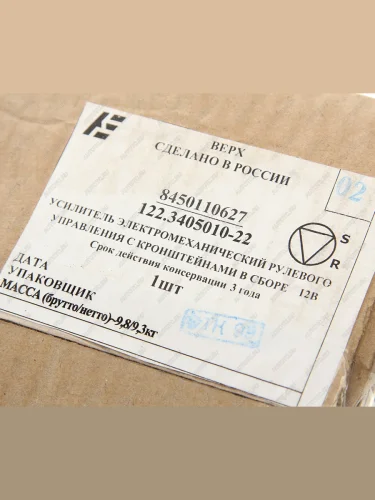 ВЕРХ
СДЕЛАНО В РОССИИ
02
8450110627
122.3405010-22
УСИЛИТЕЛЬ ЭЛЕКТРОМЕХАНИЧЕСКИЙ РУЛЕВОГО
УПРАВЛЕНИЯ С КРОНШТЕЙНАМИ В СБОРЕ 12В
Срок действия консервации 3 года
1шт
S
R
ДАТА
УПАКОВЩИК
МАССА (брутто/нетто)~9,8/9,3кг